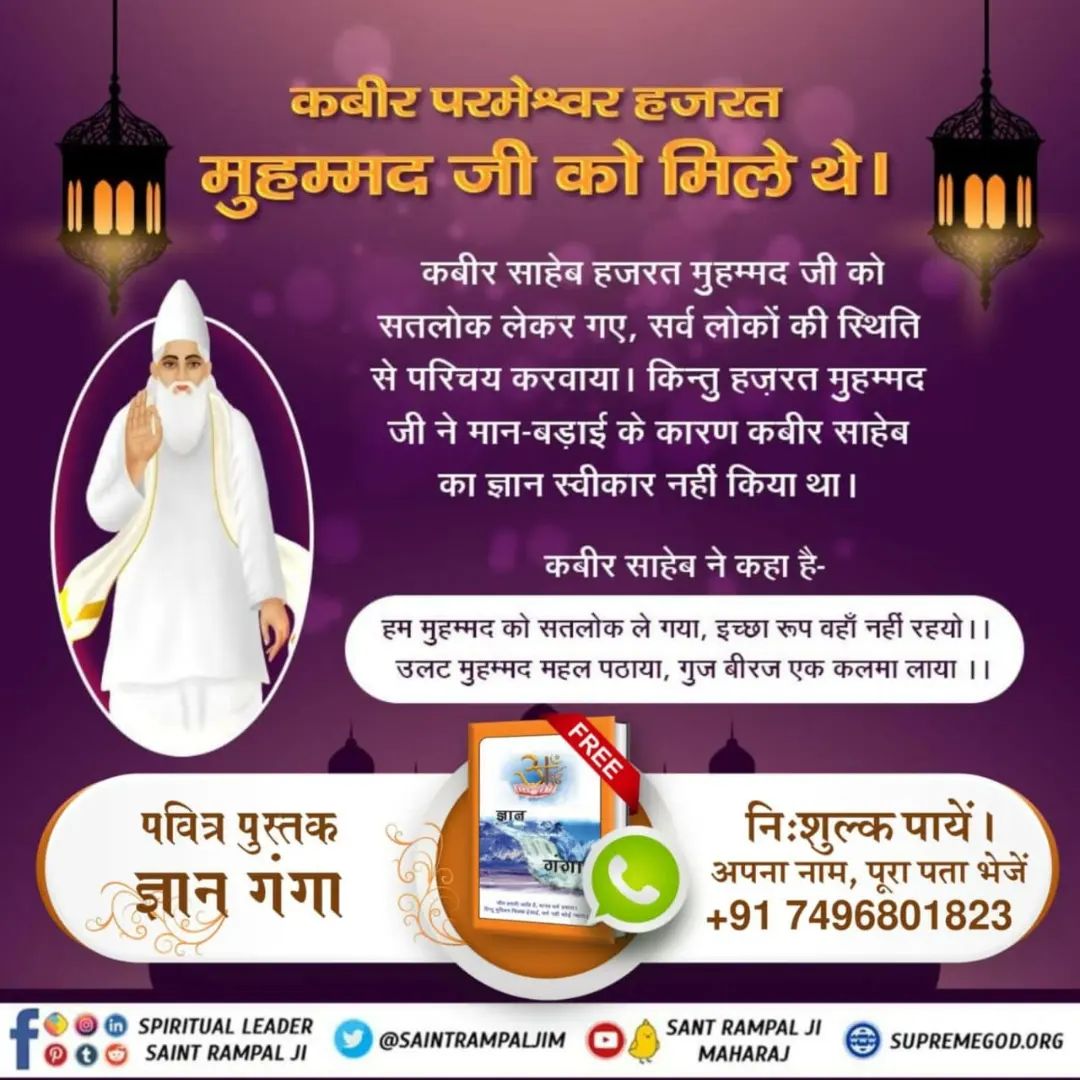 कबीर परमेश्वर हजरत
मुहम्मद जी को मिले थे।
कबीर साहेब हजरत मुहम्मद जी को
सतलोक लेकर गए, सर्व लोकों की स्थिति
से परिचय करवाया। किन्तु हज़रत मुहम्मद
जी ने मान-बड़ाई के कारण कबीर साहेब
का ज्ञान स्वीकार नहीं किया था।
कबीर साहेब ने कहा है-
हम मुहम्मद को सतलोक ले गया, इच्छा रूप वहाँ नहीं रहयो।।
उलट मुहम्मद महल पठाया, गुज बीरज एक कलमा लाया ।।
पवित्र पुस्तक
ज्ञान गंगा
FREE
ज्ञान
गंगा
निःशुल्क पायें।
अपना नाम, पूरा पता भेजें
+91 7496801823
SPIRITUAL LEADER
SAINT RAMPAL JI
@SAINTRAMPALJIM
SANT RAMPAL JI
MAHARAJ
SUPREMEGOD.ORG